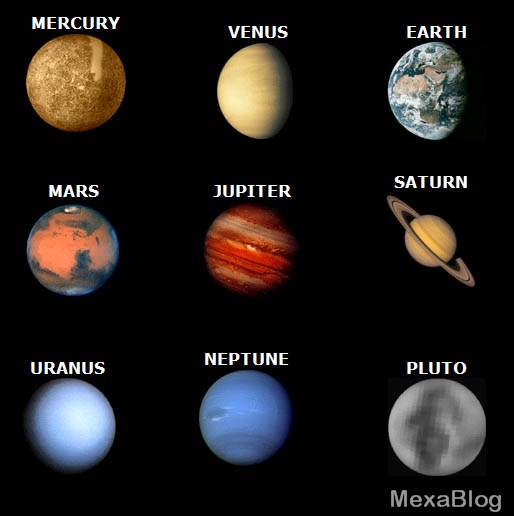 MERCURY
VENUS
EARTH
MARS
JUPITER
SATURN
URANUS
NEPTUNE
PLUTO
MexaBlog